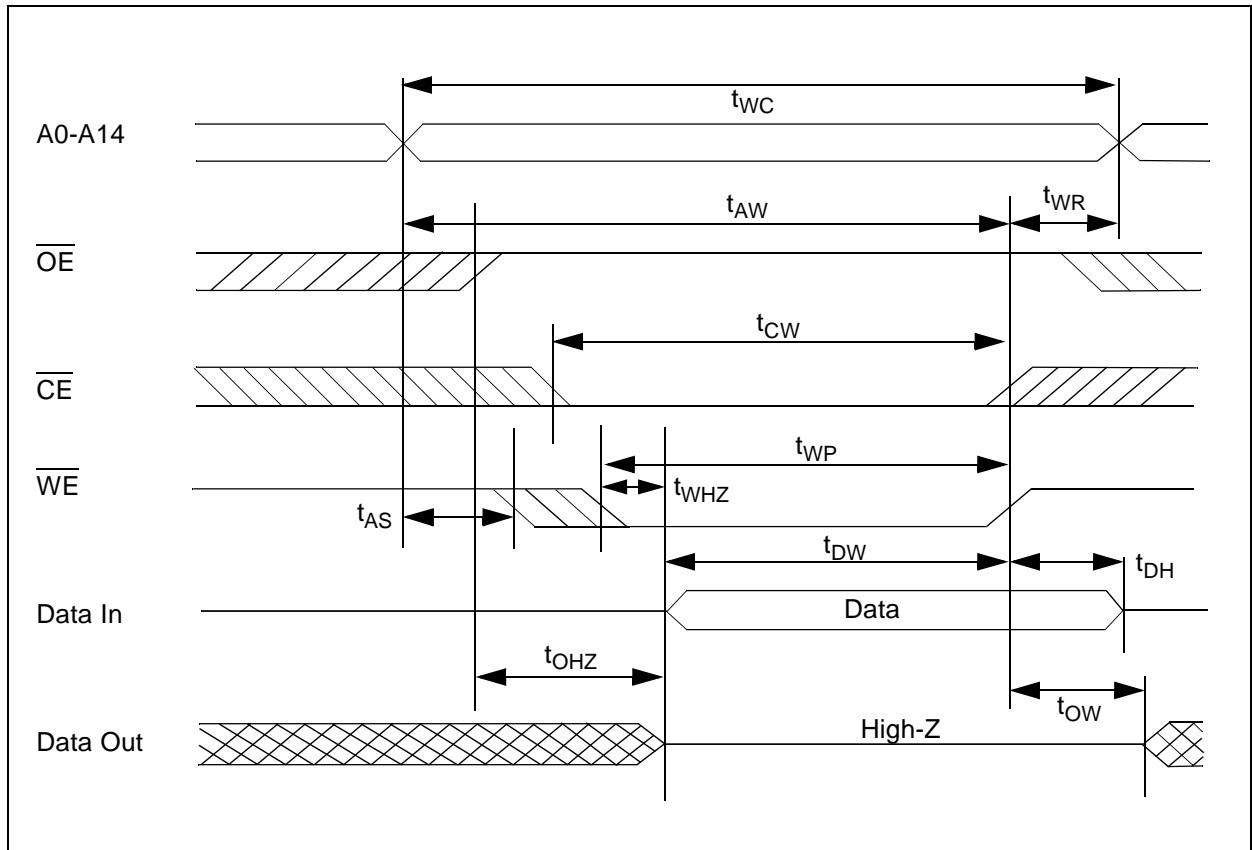 tWC
A0-A14
tAW
tWR
OE
tCW
CE
tWP
WE
tWHZ
tAS
tDW
tDH
Data In
Data
tOHZ
tOW
Data Out
High-Z